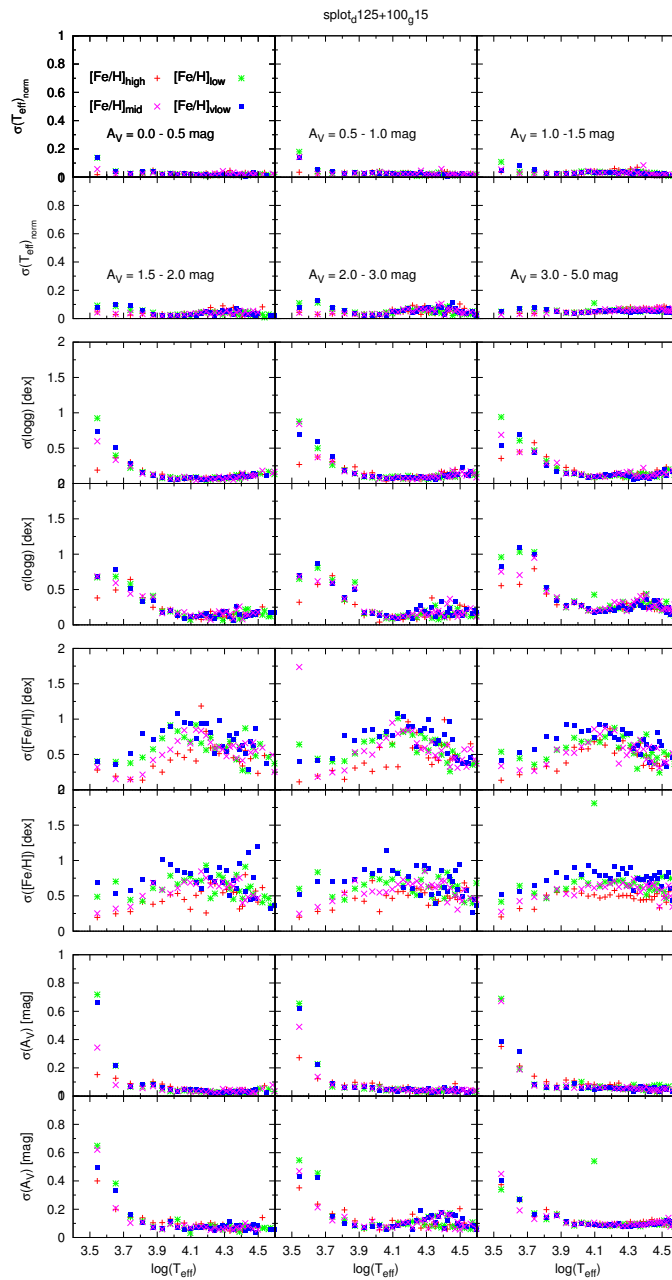 splot_d125+100_g15
1
0.8
0.6
0.4
0.2
0
σ(T_eff)_norm
[Fe/H]_high + [Fe/H]_low ✳
[Fe/H]_mid × [Fe/H]_vlow ■
A_V = 0.0 - 0.5 mag
A_V = 0.5 - 1.0 mag
A_V = 1.0 -1.5 mag
0.8
0.6
0.4
0.2
0
σ(T_eff)_norm
A_V = 1.5 - 2.0 mag
A_V = 2.0 - 3.0 mag
A_V = 3.0 - 5.0 mag
2
1.5
1
0.5
σ(logg) [dex]
2
1.5
1
0.5
0
σ(logg) [dex]
2
1.5
1
0.5
σ([Fe/H]) [dex]
2
1.5
1
0.5
0
σ([Fe/H]) [dex]
1
0.8
0.6
0.4
0.2
0
σ(A_V) [mag]
0.8
0.6
0.4
0.2
0
σ(A_V) [mag]
3.5 3.7 3.9 4.1 4.3 4.5 3.5 3.7 3.9 4.1 4.3 4.5 3.5 3.7 3.9 4.1 4.3 4.5
log(T_eff) log(T_eff) log(T_eff)